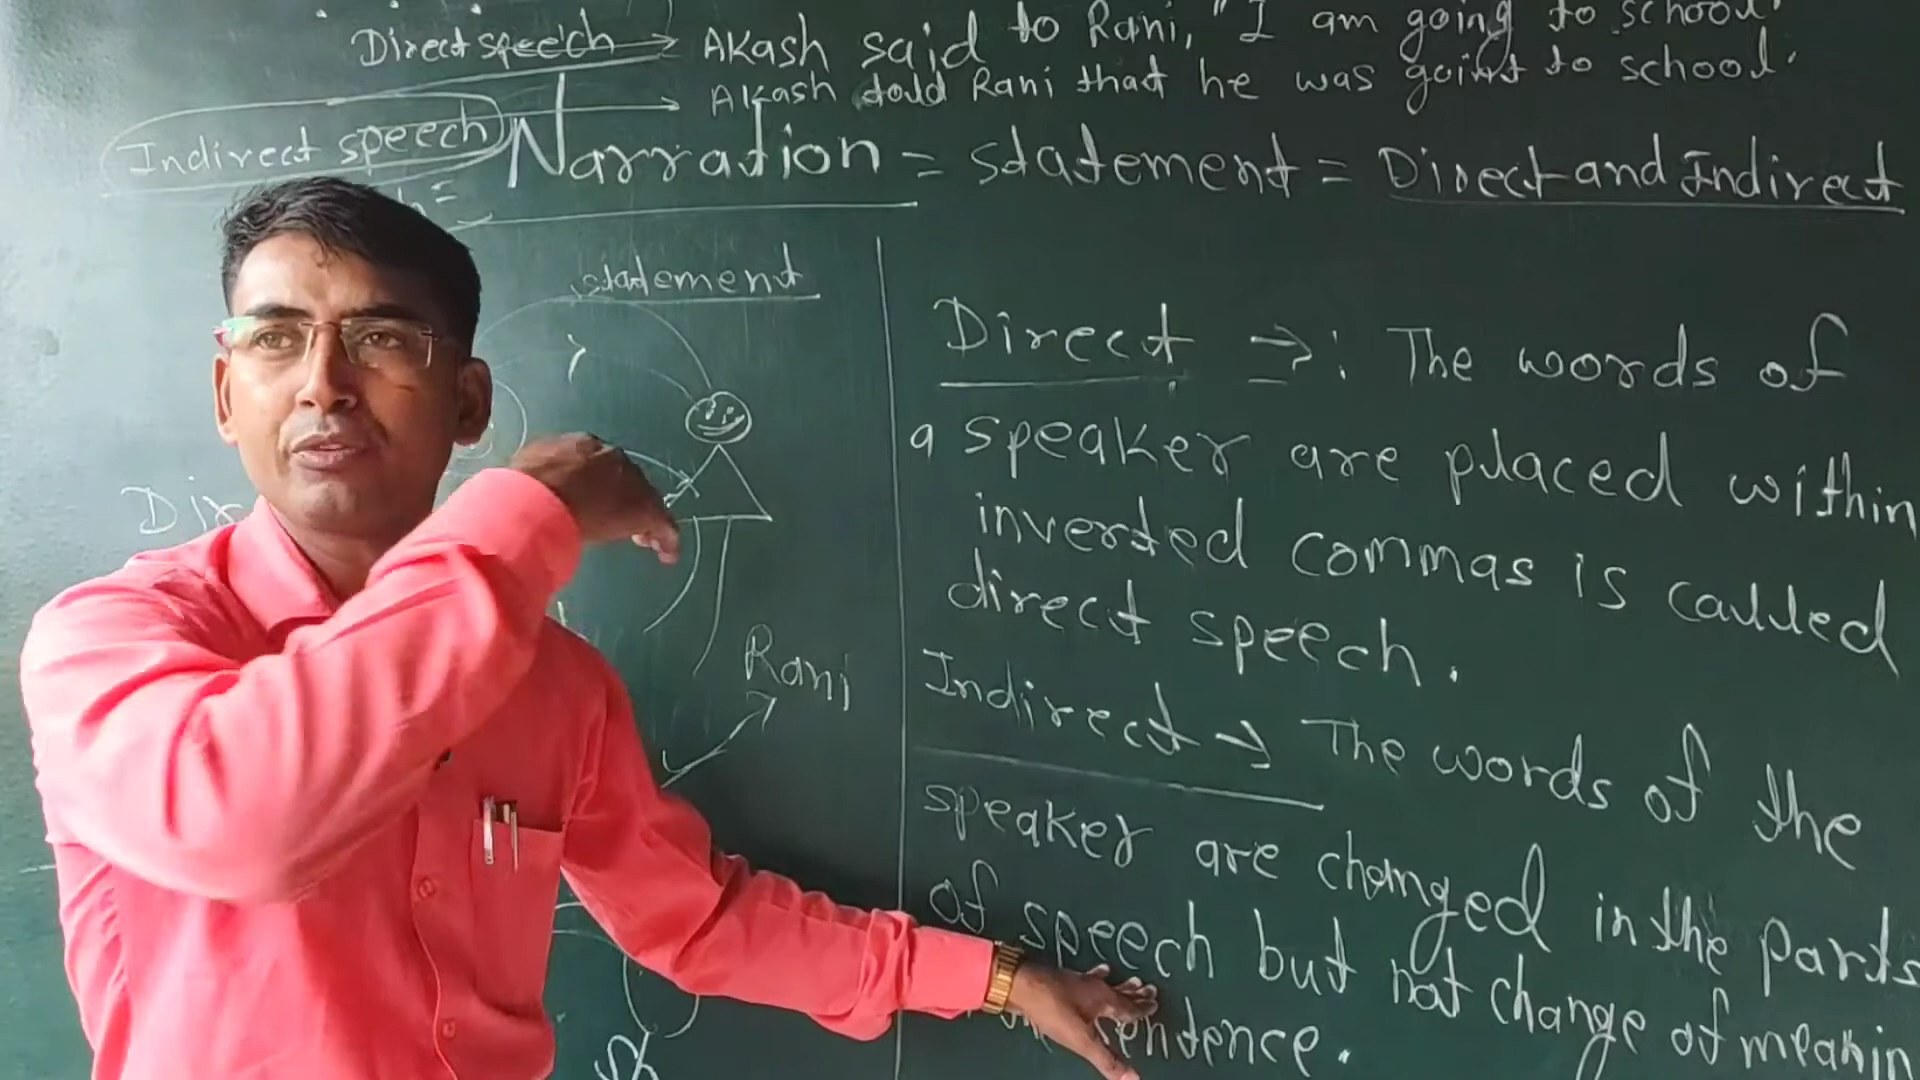 Direct speech → Akash said to Rani, "I am going to school."
Indirect speech → Akash tould Rani that he was going to school.
Narration = statement = Direct and Indirect
statement
Direct ⇒: The words of
a speaker are placed within
inverted commas is called
direct speech.
Rani
Indirect → The words of the
speaker are changed in the parts
of speech but not change of meanin
sentence.
Dir